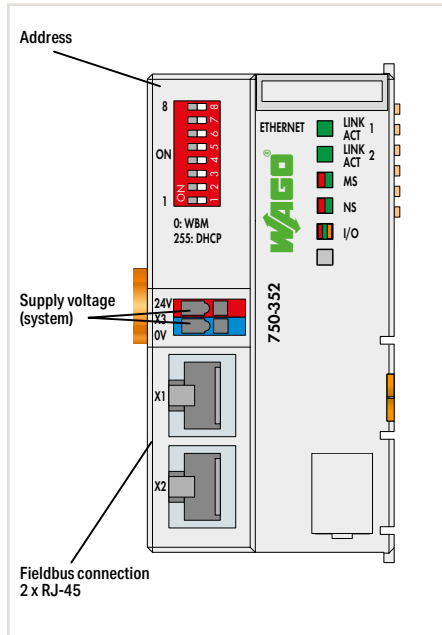 Address
8
8
7
6
5
4
3
2
1
ON
ON
1
0: WBM
255: DHCP
ETHERNET
LINK 1
ACT
LINK 2
ACT
MS
NS
I/O
WAGO®
750-352
Supply voltage
(system)
24V
X3
0V
X1
X2
Fieldbus connection
2 x RJ-45